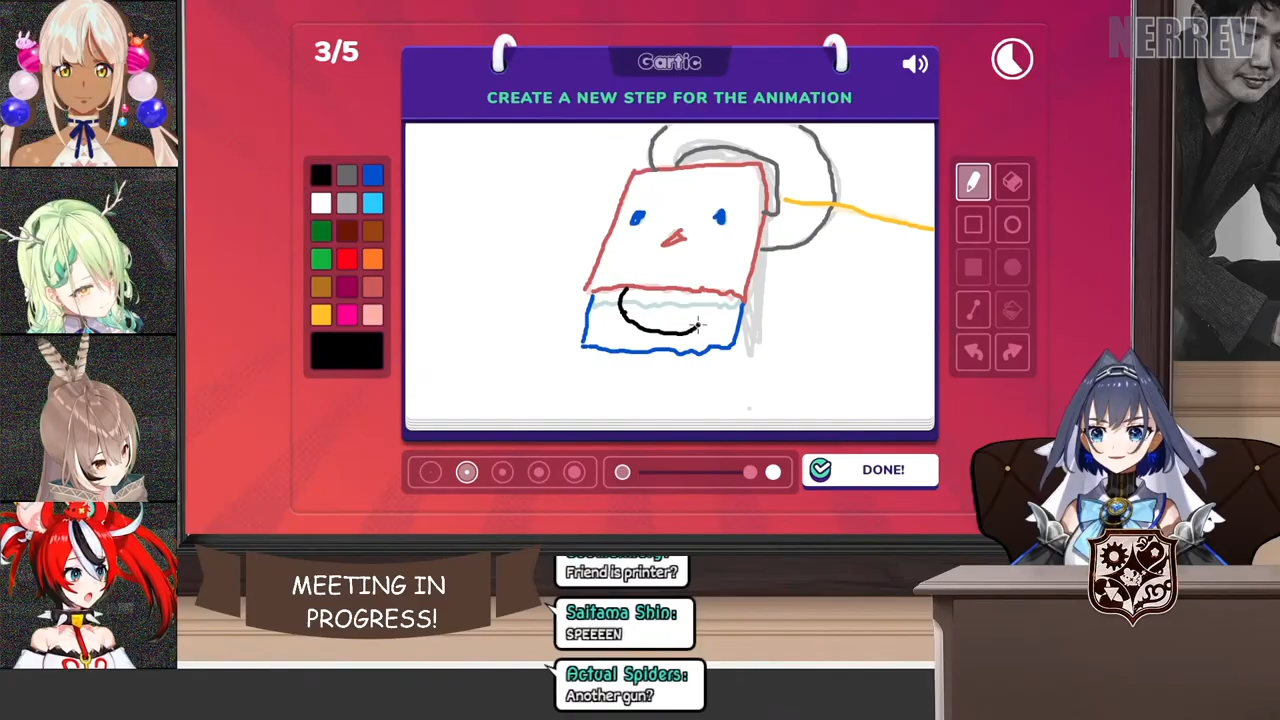 NERREV
3/5
Gartic
CREATE A NEW STEP FOR THE ANIMATION
DONE!
MEETING IN
PROGRESS!
Friend is printer?
Saitama Shin:
SPEEEEN
Actual Spiders:
Another gun?